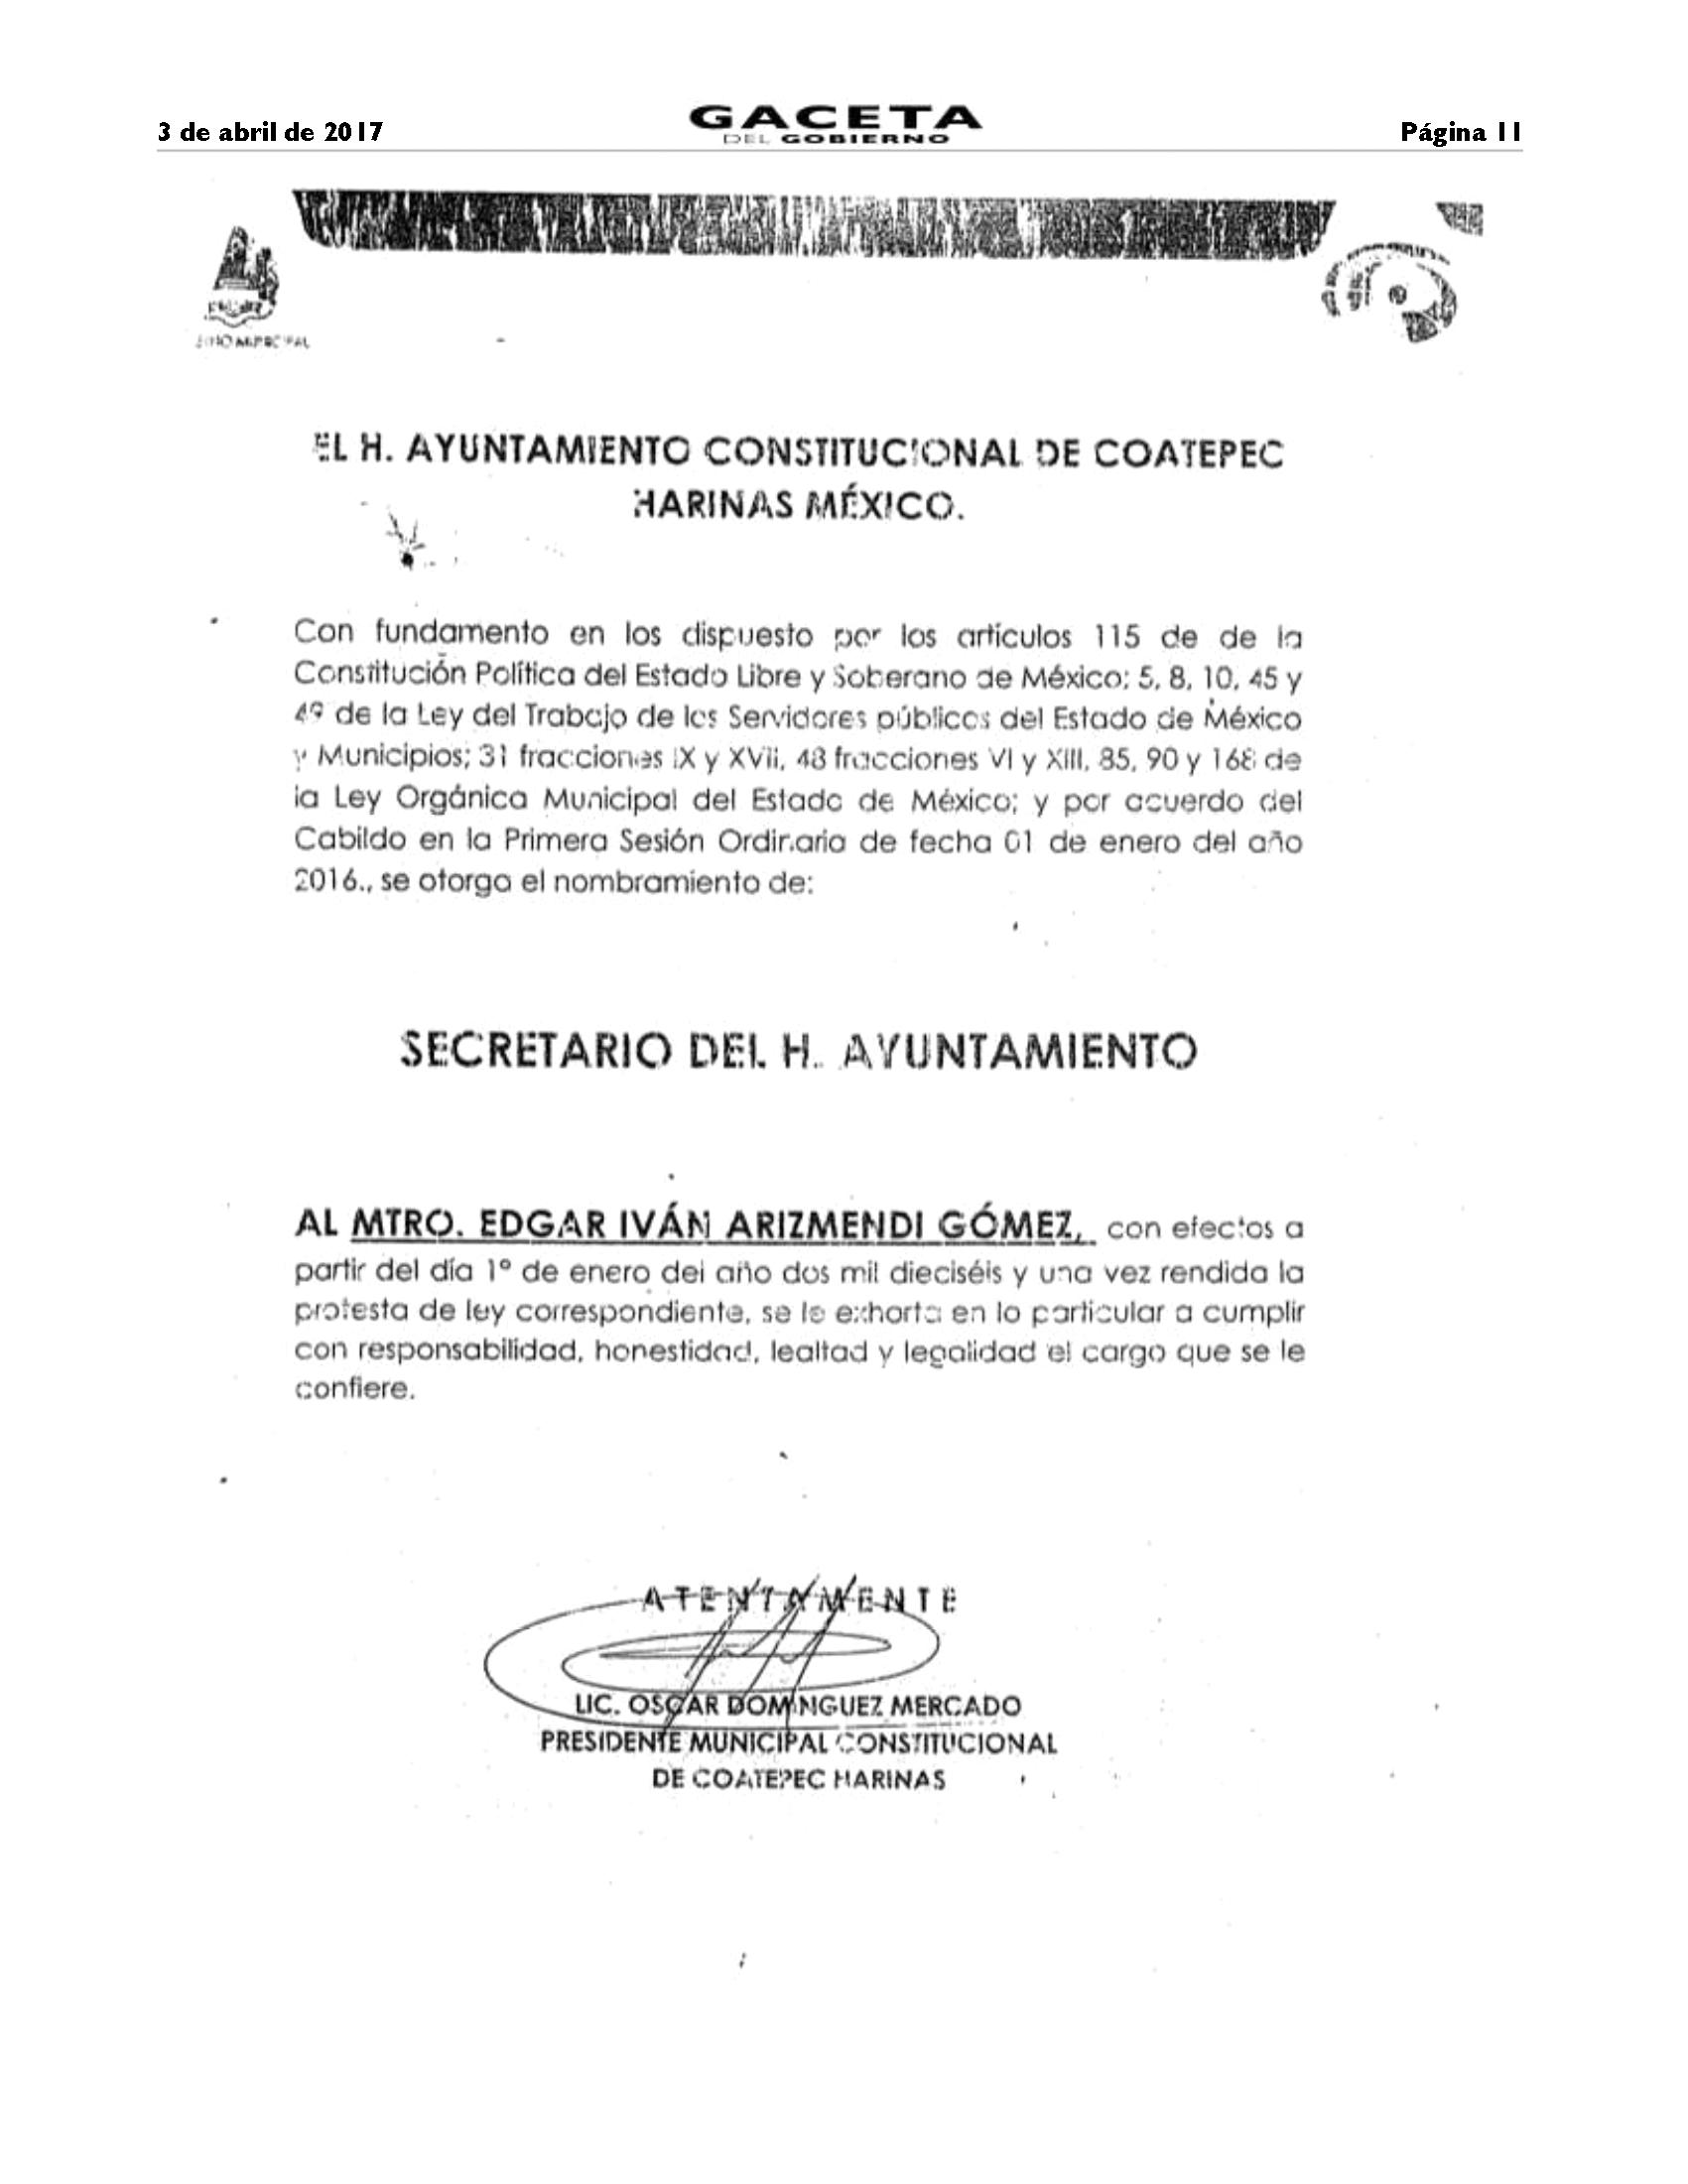 3 de abril de 2017
GACETA
DEL GOBIERNO
Página 11
MUNICIPAL
EL H. AYUNTAMIENTO CONSTITUCIONAL DE COATEPEC
HARINAS MÉXICO.
Con fundamento en los dispuesto por los artículos 115 de de la
Constitución Política del Estado Libre y Soberano de México; 5, 8, 10, 45 y
49 de la Ley del Trabajo de los Servidores públicos del Estado de México
y Municipios; 31 fracciones IX y XVII, 48 fracciones VI y XIII, 85, 90 y 168 de
la Ley Orgánica Municipal del Estado de México; y por acuerdo del
Cabildo en la Primera Sesión Ordinaria de fecha 01 de enero del año
2016., se otorga el nombramiento de:
SECRETARIO DEL H. AYUNTAMIENTO
AL MTRO. EDGAR IVÁN ARIZMENDI GÓMEZ, con efectos a
partir del día 1° de enero del año dos mil dieciséis y una vez rendida la
protesta de ley correspondiente, se le exhorta en lo particular a cumplir
con responsabilidad, honestidad, lealtad y legalidad el cargo que se le
confiere.
ATENTAMENTE
LIC. OSCAR DOMINGUEZ MERCADO
PRESIDENTE MUNICIPAL CONSTITUCIONAL
DE COATEPEC HARINAS